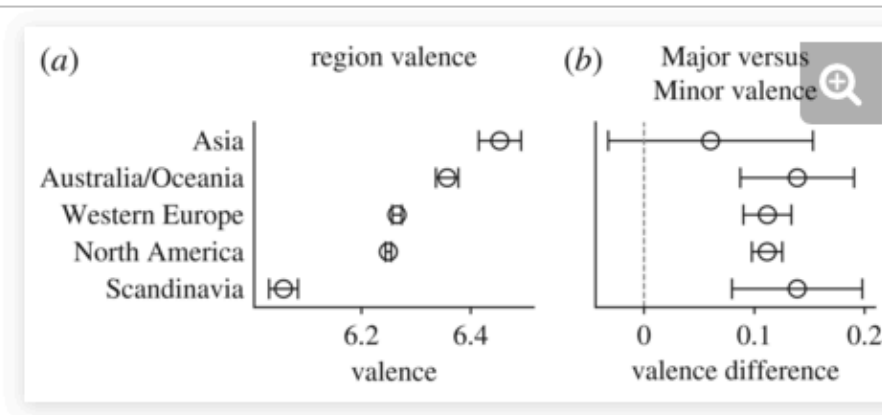 (a) region valence
(b) Major versus
Minor valence
Asia
Australia/Oceania
Western Europe
North America
Scandinavia
6.2 6.4
valence
0 0.1 0.2
valence difference